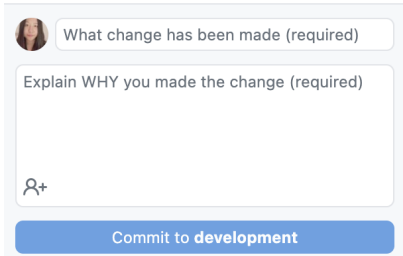 What change has been made (required)
Explain WHY you made the change (required)
Commit to development